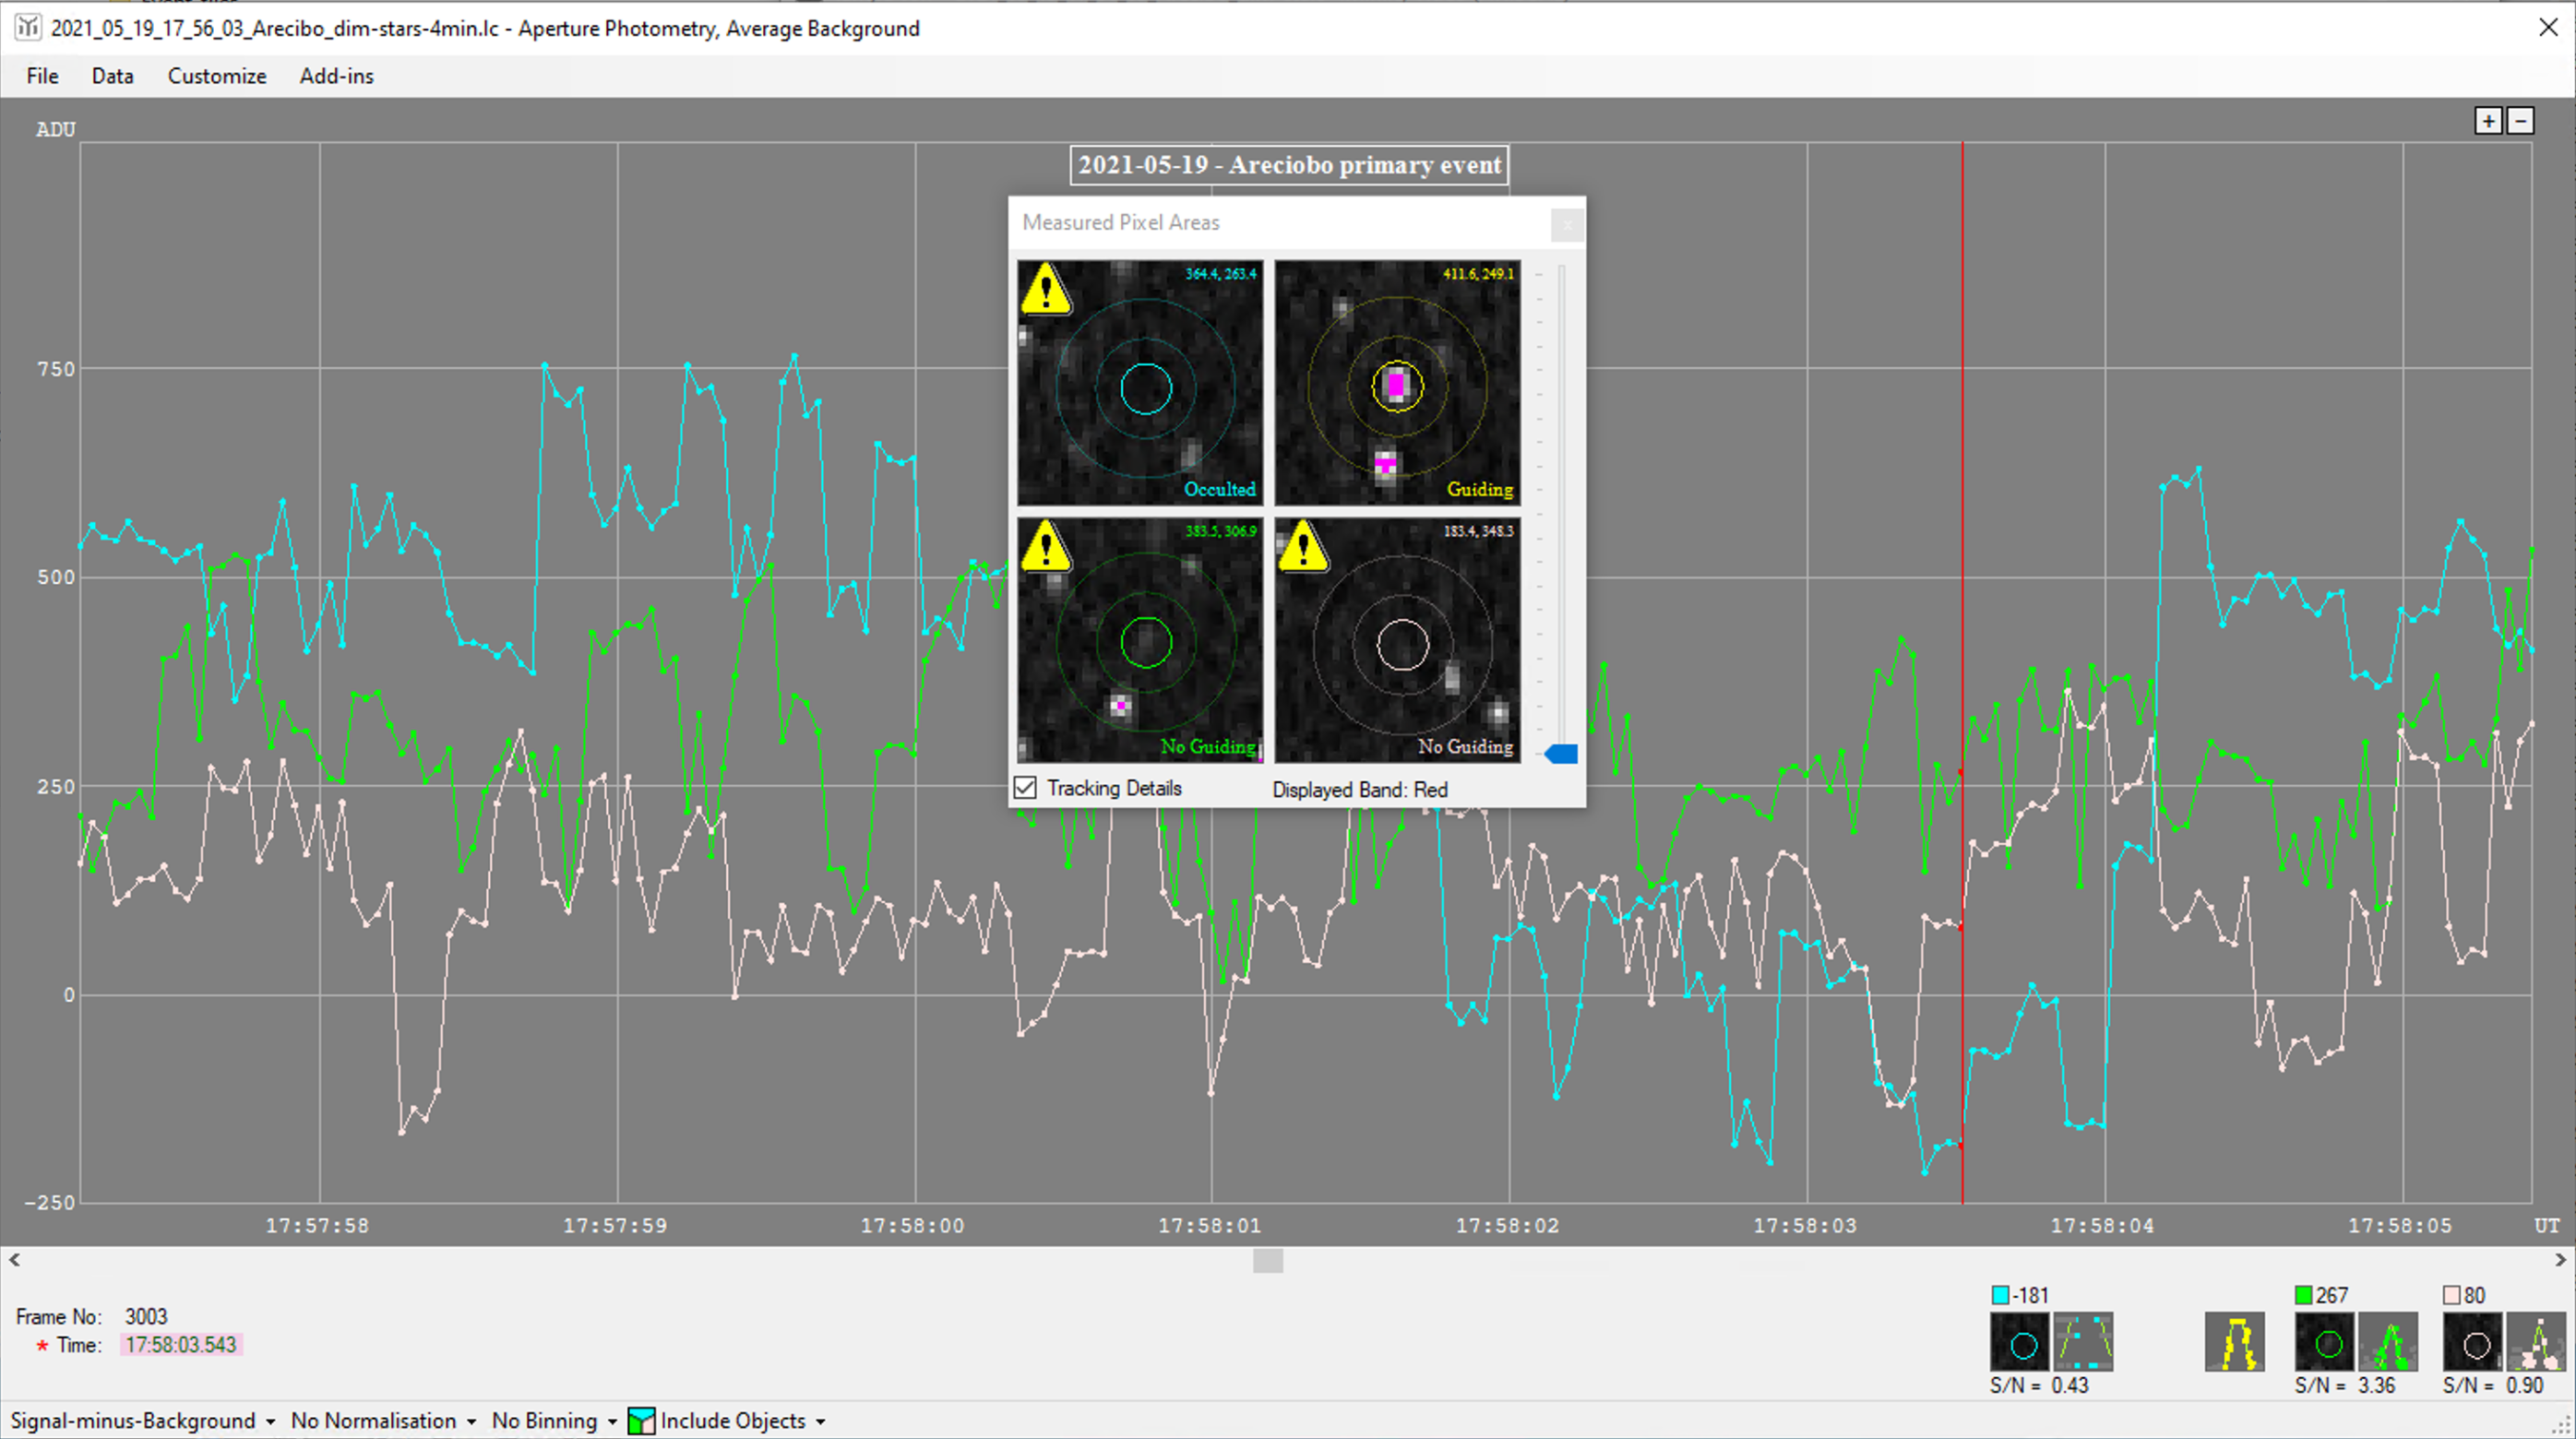 2021_05_19_17_56_03_Arecibo_dim-stars-4min.lc - Aperture Photometry, Average Background
File Data Customize Add-ins
ADU
+ -
2021-05-19 - Areciobo primary event
Measured Pixel Areas
x
364.4, 263.4
411.6, 249.1
Occulted
Guiding
383.5, 306.9
183.4, 348.3
No Guiding
No Guiding
Tracking Details
Displayed Band: Red
750
500
250
0
-250
17:57:58 17:57:59 17:58:00 17:58:01 17:58:02 17:58:03 17:58:04 17:58:05 UT
Frame No: 3003
* Time: 17:58:03.543
-181
267
80
S/N = 0.43
S/N = 3.36
S/N = 0.90
Signal-minus-Background No Normalisation No Binning Include Objects